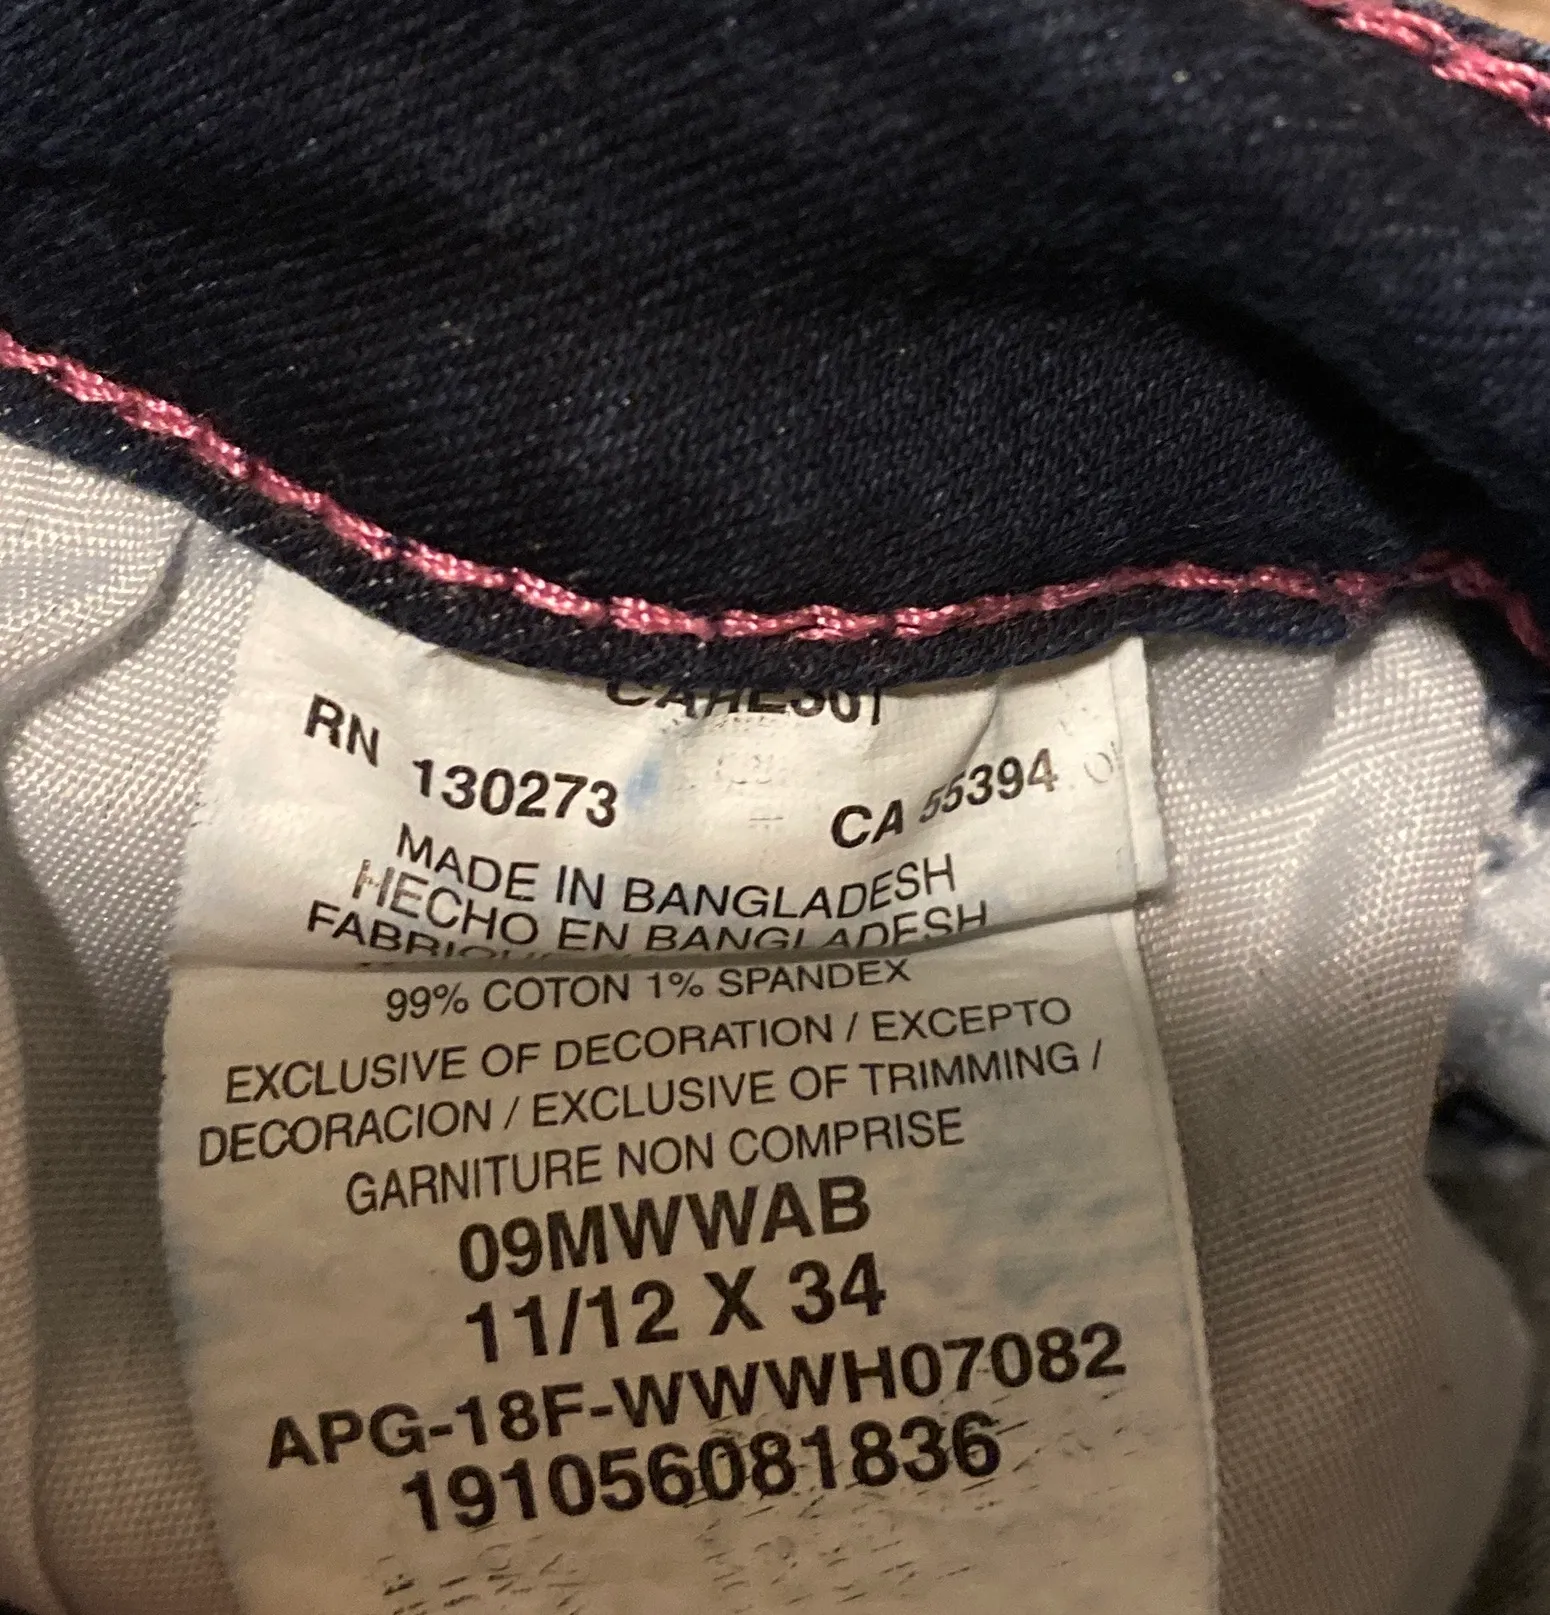 RN 130273 CA 55394
MADE IN BANGLADESH
HECHO EN BANGLADESH
99% COTON 1% SPANDEX
EXCLUSIVE OF DECORATION / EXCEPTO
DECORACION / EXCLUSIVE OF TRIMMING /
GARNITURE NON COMPRISE
09MWWAB
11/12 X 34
APG-18F-WWWH07082
191056081836